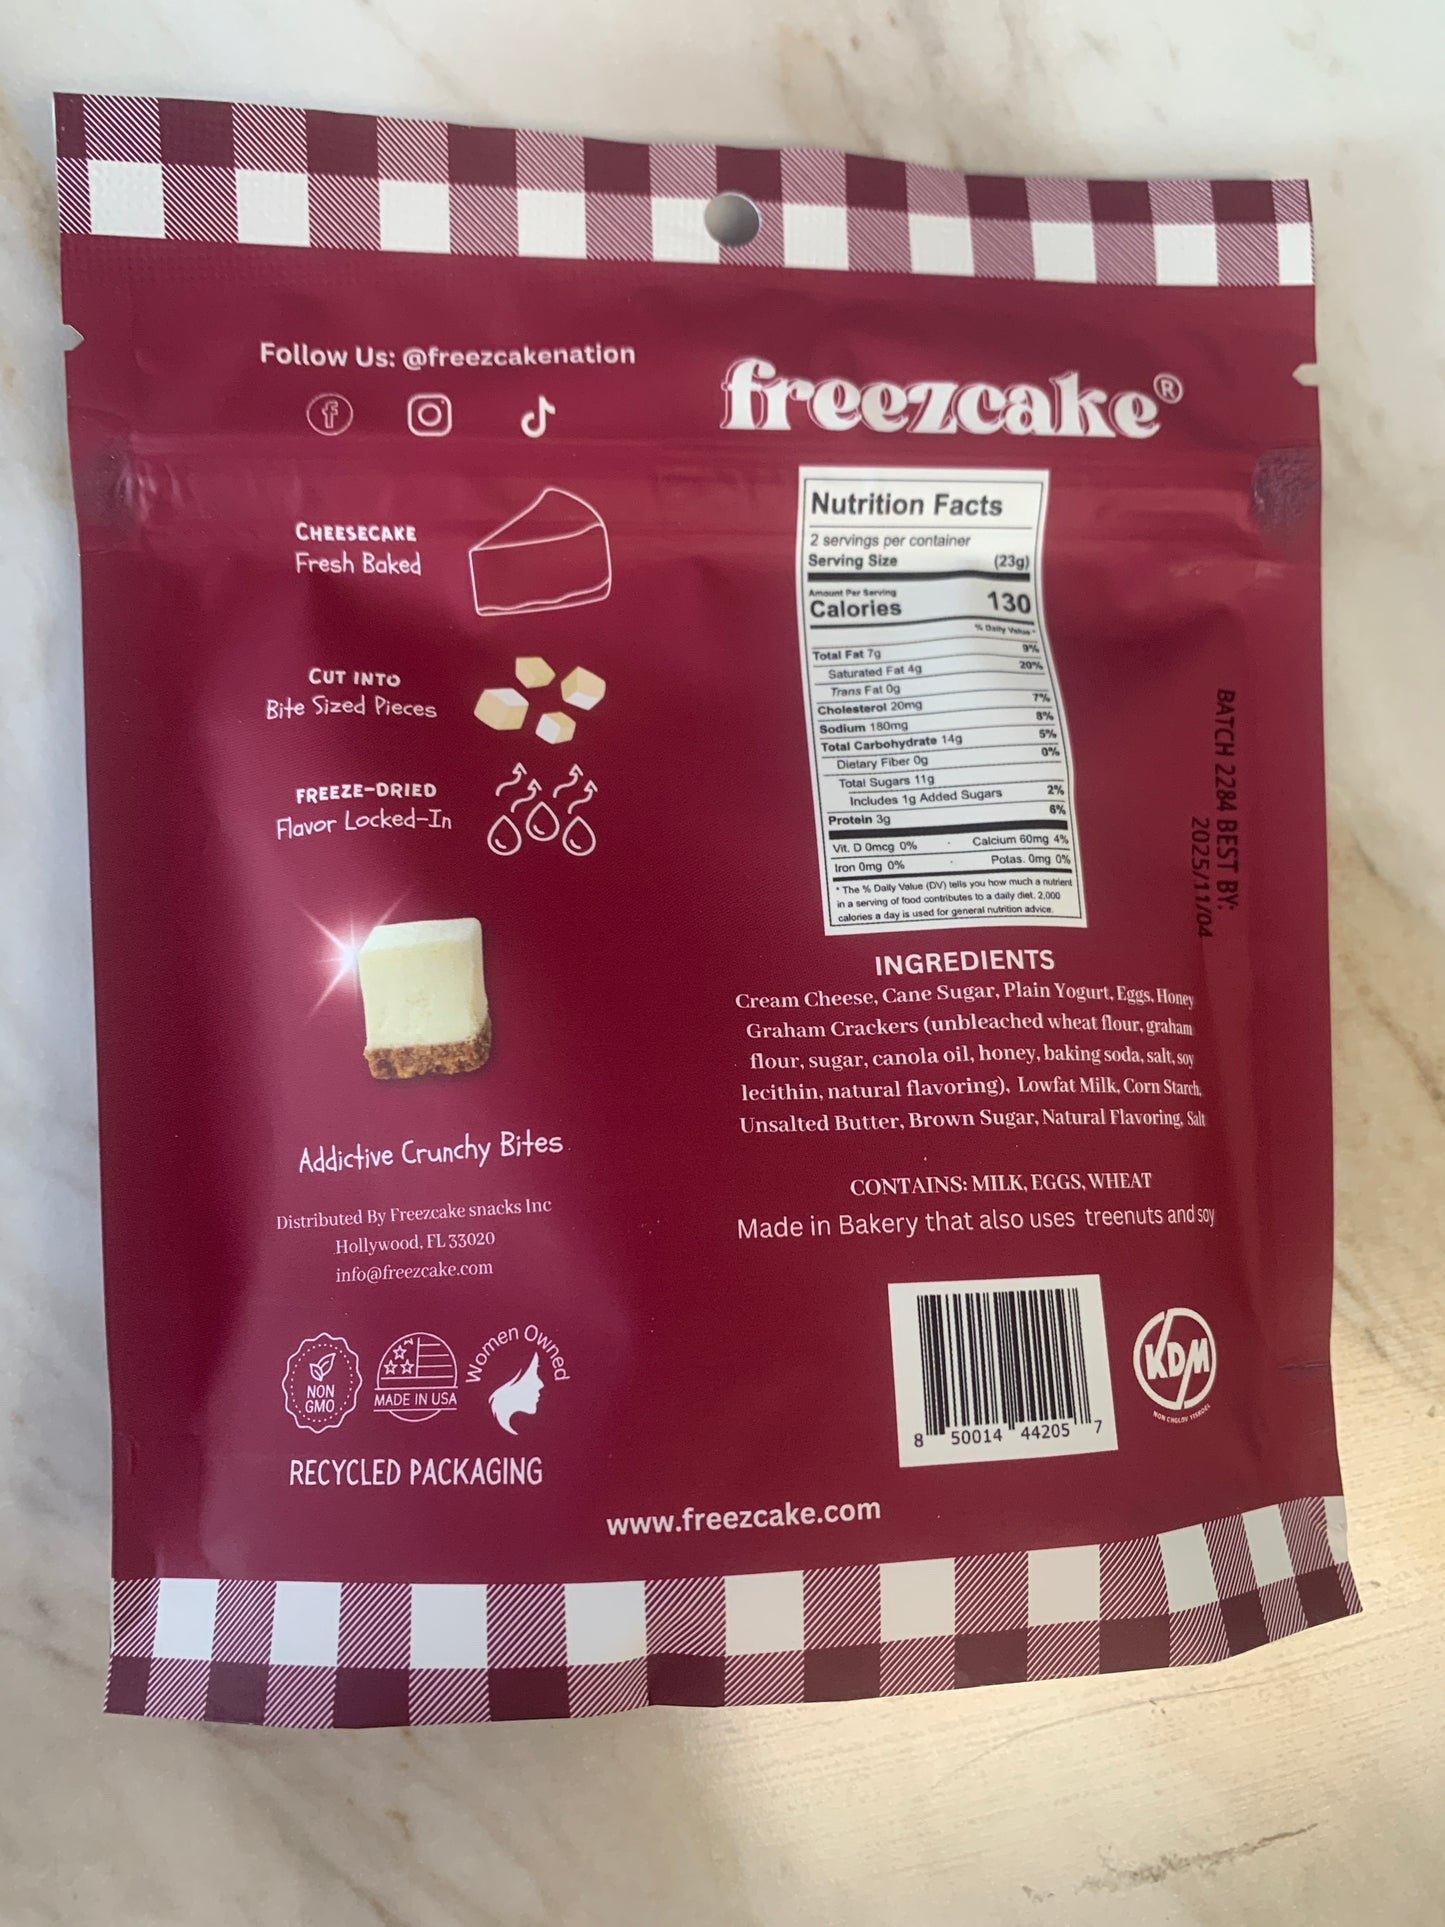 Follow Us: @freezcakenation
freezcake®
CHEESECAKE
Fresh Baked
CUT INTO
Bite Sized Pieces
FREEZE-DRIED
Flavor Locked-In
Addictive Crunchy Bites
Distributed By Freezcake snacks Inc
Hollywood, FL 33020
info@freezcake.com
NON
GMO
MADE IN USA
Women Owned
RECYCLED PACKAGING
Nutrition Facts
2 servings per container
Serving Size (23g)
Amount Per Serving
Calories 130
% Daily Value *
Total Fat 7g 9%
Saturated Fat 4g 20%
Trans Fat 0g
Cholesterol 20mg 7%
Sodium 180mg 8%
Total Carbohydrate 14g 5%
Dietary Fiber 0g 0%
Total Sugars 11g
Includes 1g Added Sugars 2%
Protein 3g 6%
Vit. D 0mcg 0% · Calcium 60mg 4%
Iron 0mg 0% · Potas. 0mg 0%
* The % Daily Value (DV) tells you how much a nutrient
in a serving of food contributes to a daily diet. 2,000
calories a day is used for general nutrition advice.
BATCH 2284 BEST BY:
2025/11/04
INGREDIENTS
Cream Cheese, Cane Sugar, Plain Yogurt, Eggs, Honey
Graham Crackers (unbleached wheat flour, graham
flour, sugar, canola oil, honey, baking soda, salt, soy
lecithin, natural flavoring), Lowfat Milk, Corn Starch,
Unsalted Butter, Brown Sugar, Natural Flavoring, Salt
CONTAINS: MILK, EGGS, WHEAT
Made in Bakery that also uses treenuts and soy
8 50014 44205 7
KDM
NON CHOLOV YISROEL
www.freezcake.com